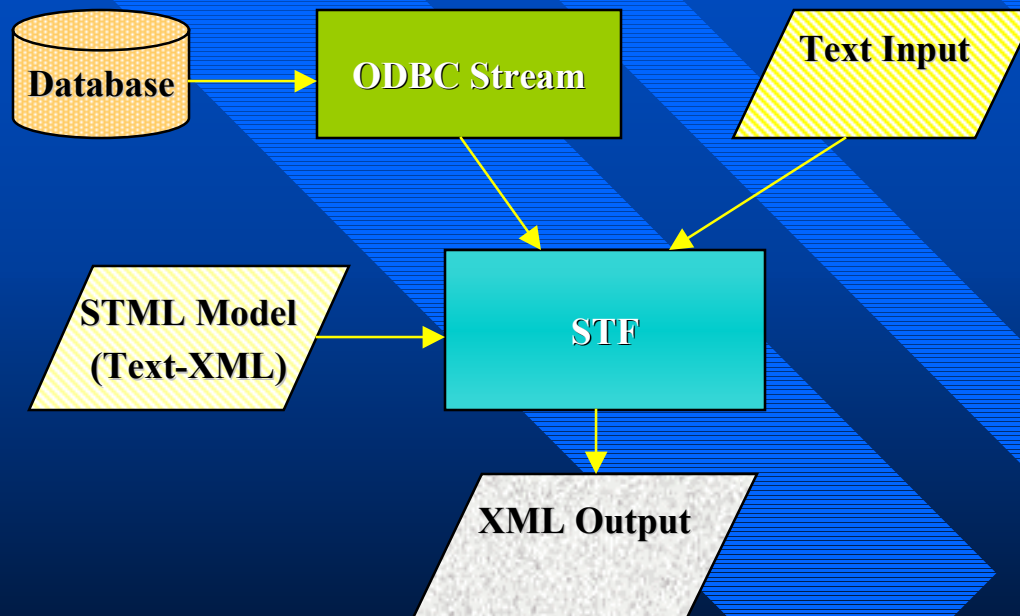 Database
ODBC Stream
Text Input
STML Model
(Text-XML)
STF
XML Output